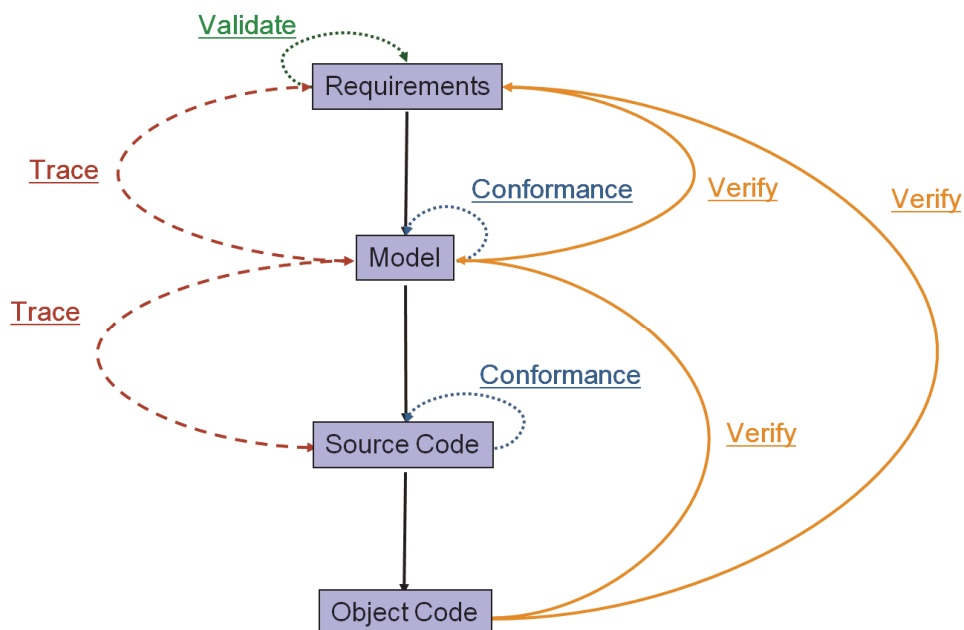 Validate
Requirements
Trace
Conformance
Verify
Verify
Model
Trace
Conformance
Source Code
Verify
Object Code